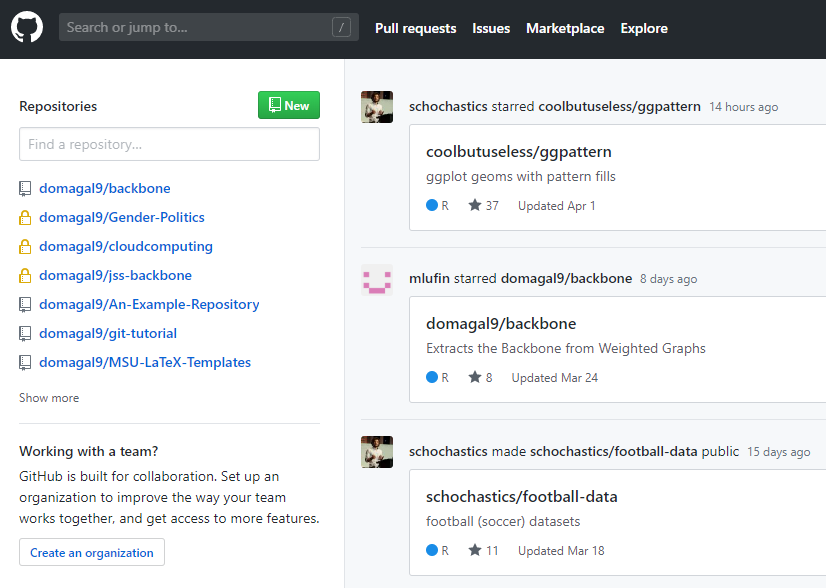 Search or jump to... /
Pull requests Issues Marketplace Explore
Repositories
New
Find a repository...
domagal9/backbone
domagal9/Gender-Politics
domagal9/cloudcomputing
domagal9/jss-backbone
domagal9/An-Example-Repository
domagal9/git-tutorial
domagal9/MSU-LaTeX-Templates
Show more
Working with a team?
GitHub is built for collaboration. Set up an
organization to improve the way your team
works together, and get access to more features.
Create an organization
schochastics starred coolbutuseless/ggpattern 14 hours ago
coolbutuseless/ggpattern
ggplot geoms with pattern fills
R 37 Updated Apr 1
mlufin starred domagal9/backbone 8 days ago
domagal9/backbone
Extracts the Backbone from Weighted Graphs
R 8 Updated Mar 24
schochastics made schochastics/football-data public 15 days ago
schochastics/football-data
football (soccer) datasets
R 11 Updated Mar 18